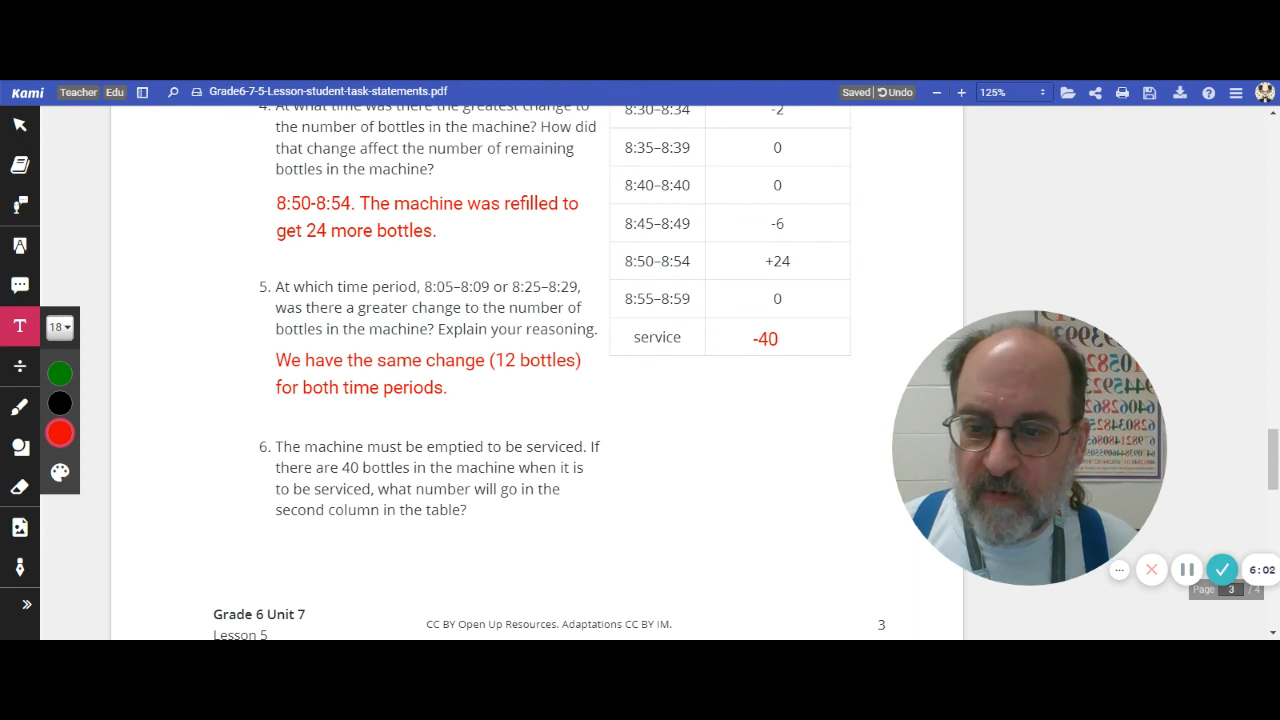 Kami Teacher Edu Grade6-7-5-Lesson-student-task-statements.pdf Saved Undo 125%
4. At what time was there the greatest change to
the number of bottles in the machine? How did
that change affect the number of remaining
bottles in the machine?
8:50-8:54. The machine was refilled to
get 24 more bottles.
5. At which time period, 8:05–8:09 or 8:25–8:29,
was there a greater change to the number of
bottles in the machine? Explain your reasoning.
We have the same change (12 bottles)
for both time periods.
6. The machine must be emptied to be serviced. If
there are 40 bottles in the machine when it is
to be serviced, what number will go in the
second column in the table?
8:30–8:34 -2
8:35–8:39 0
8:40–8:40 0
8:45–8:49 -6
8:50–8:54 +24
8:55–8:59 0
service -40
T 18
6:02
Page 3 / 4
Grade 6 Unit 7
Lesson 5
CC BY Open Up Resources. Adaptations CC BY IM.
3